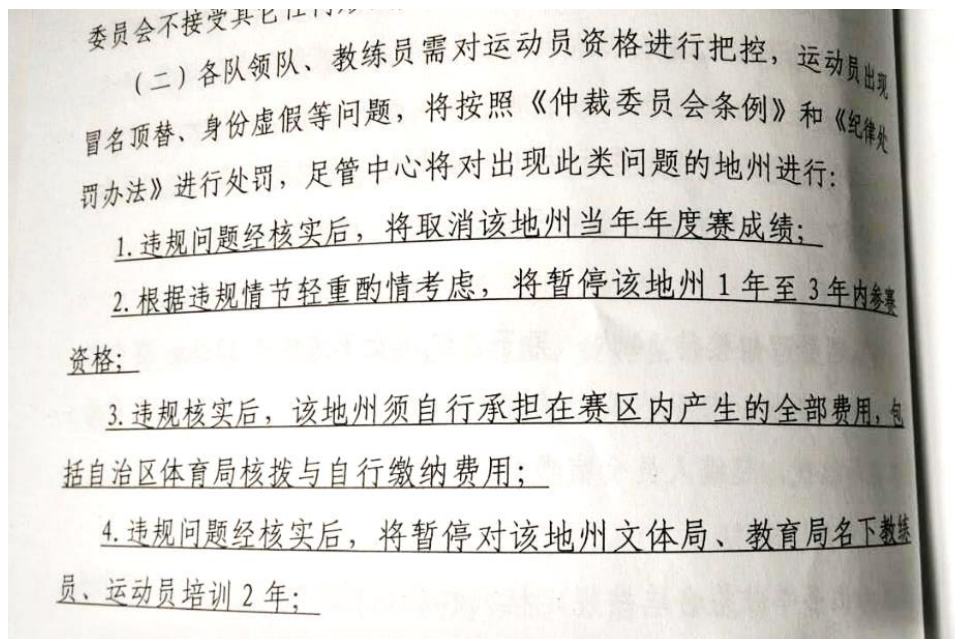 委员会不接受其它任何形
(二)各队领队、教练员需对运动员资格进行把控，运动员出现
冒名顶替、身份虚假等问题，将按照《仲裁委员会条例》和《纪律处
罚办法》进行处罚，足管中心将对出现此类问题的地州进行:
1.违规问题经核实后，将取消该地州当年年度赛成绩;
2.根据违规情节轻重酌情考虑，将暂停该地州 1 年至 3 年内参赛
资格;
3.违规核实后，该地州须自行承担在赛区内产生的全部费用,包
括自治区体育局核拨与自行缴纳费用;
4.违规问题经核实后，将暂停对该地州文体局、教育局名下教练
员、运动员培训 2 年;